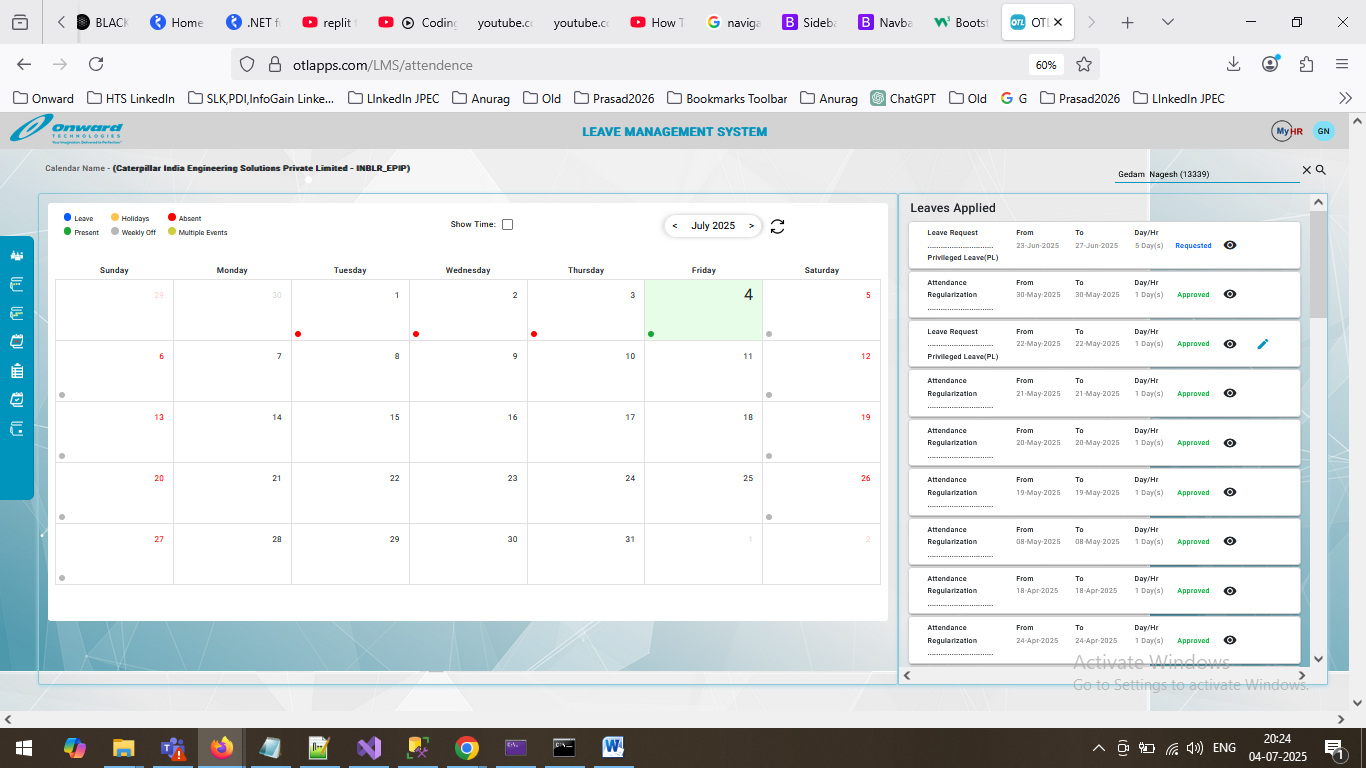 BLACK
Home
.NET f
replit t
Coding
youtube.cc
youtube.cc
How T
naviga
Sideba
Navba
Bootst
OTL
otlapps.com/LMS/attendence
60%
Onward
HTS LinkedIn
SLK,PDI,InfoGain Linke...
LInkedIn JPEC
Anurag
Old
Prasad2026
Bookmarks Toolbar
Anurag
ChatGPT
Old
G
Prasad2026
LInkedIn JPEC
onward
TECHNOLOGIES
LEAVE MANAGEMENT SYSTEM
MyHR
GN
Calendar Name - (Caterpillar India Engineering Solutions Private Limited - INBLR_EPIP)
Gedam Nagesh (13339)
Leave Holidays Absent
Present Weekly Off Multiple Events
Show Time:
< July 2025 >
Sunday Monday Tuesday Wednesday Thursday Friday Saturday
29 30 1 2 3 4 5
6 7 8 9 10 11 12
13 14 15 16 17 18 19
20 21 22 23 24 25 26
27 28 29 30 31 1 2
Leaves Applied
Leave Request From To Day/Hr
.............................. 23-Jun-2025 27-Jun-2025 5 Day(s) Requested
Privileged Leave(PL)
Attendance From To Day/Hr
Regularization 30-May-2025 30-May-2025 1 Day(s) Approved
..............................
Leave Request From To Day/Hr
.............................. 22-May-2025 22-May-2025 1 Day(s) Approved
Privileged Leave(PL)
Attendance From To Day/Hr
Regularization 21-May-2025 21-May-2025 1 Day(s) Approved
..............................
Attendance From To Day/Hr
Regularization 20-May-2025 20-May-2025 1 Day(s) Approved
..............................
Attendance From To Day/Hr
Regularization 19-May-2025 19-May-2025 1 Day(s) Approved
..............................
Attendance From To Day/Hr
Regularization 08-May-2025 08-May-2025 1 Day(s) Approved
..............................
Attendance From To Day/Hr
Regularization 18-Apr-2025 18-Apr-2025 1 Day(s) Approved
..............................
Attendance From To Day/Hr
Regularization 24-Apr-2025 24-Apr-2025 1 Day(s) Approved
..............................
Activate Windows
Go to Settings to activate Windows.
ENG
20:24
04-07-2025
1